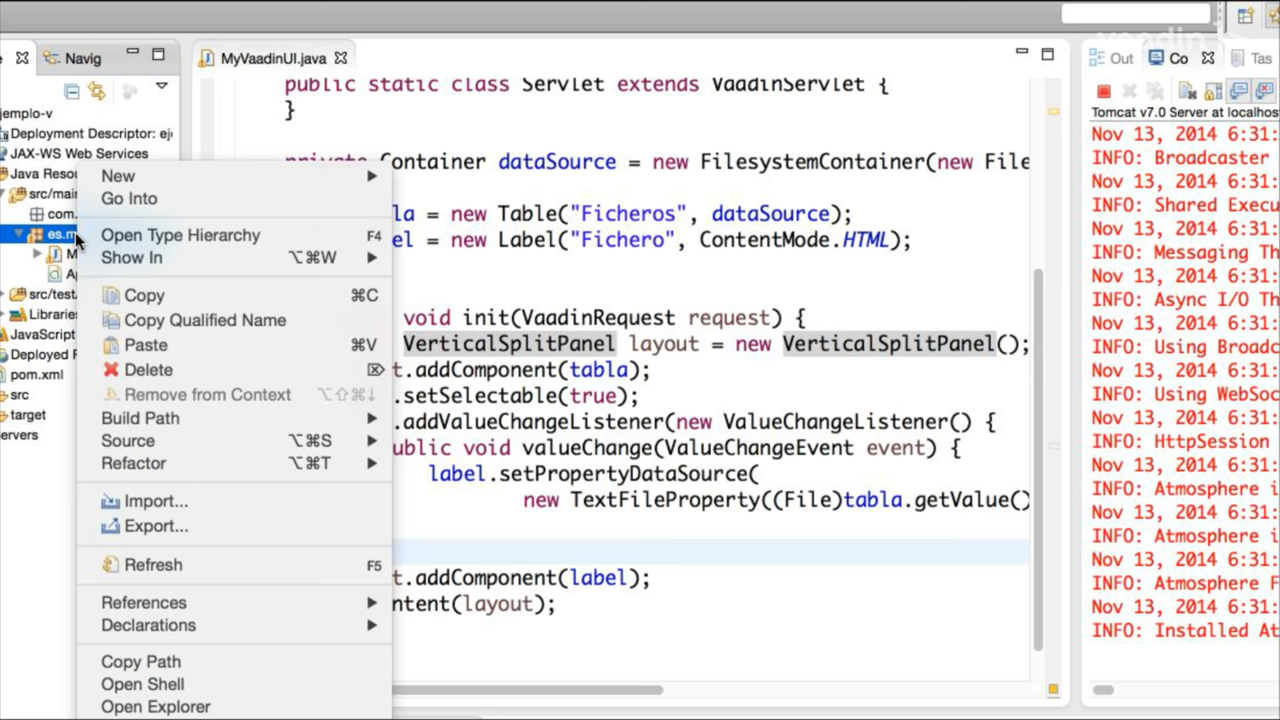 vaadin
Navig
jemplo-v
Deployment Descriptor: eje
JAX-WS Web Services
Java Resou
src/main
com.
es.m
M
Ap
src/test/
Libraries
JavaScript
Deployed R
pom.xml
src
target
ervers
New
Go Into
Open Type Hierarchy F4
Show In ⌥⌘W
Copy ⌘C
Copy Qualified Name
Paste ⌘V
Delete ⌦
Remove from Context ⌥⇧⌘↓
Build Path
Source ⌥⌘S
Refactor ⌥⌘T
Import...
Export...
Refresh F5
References
Declarations
Copy Path
Open Shell
Open Explorer
MyVaadinUI.java
public static class Servlet extends VaadinServlet {
}
private Container dataSource = new FilesystemContainer(new File
la = new Table("Ficheros", dataSource);
el = new Label("Fichero", ContentMode.HTML);
void init(VaadinRequest request) {
VerticalSplitPanel layout = new VerticalSplitPanel();
t.addComponent(tabla);
.setSelectable(true);
.addValueChangeListener(new ValueChangeListener() {
ublic void valueChange(ValueChangeEvent event) {
label.setPropertyDataSource(
new TextFileProperty((File)tabla.getValue()
t.addComponent(label);
ntent(layout);
Out Co Tas
Tomcat v7.0 Server at localhos
Nov 13, 2014 6:31:
INFO: Broadcaster
Nov 13, 2014 6:31:
INFO: Shared Execu
Nov 13, 2014 6:31:
INFO: Messaging Th
Nov 13, 2014 6:31:
INFO: Async I/O Th
Nov 13, 2014 6:31:
INFO: Using Broadc
Nov 13, 2014 6:31:
INFO: Using WebSoc
Nov 13, 2014 6:31:
INFO: HttpSession
Nov 13, 2014 6:31:
INFO: Atmosphere i
Nov 13, 2014 6:31:
INFO: Atmosphere i
Nov 13, 2014 6:31:
INFO: Atmosphere F
Nov 13, 2014 6:31:
INFO: Installed At